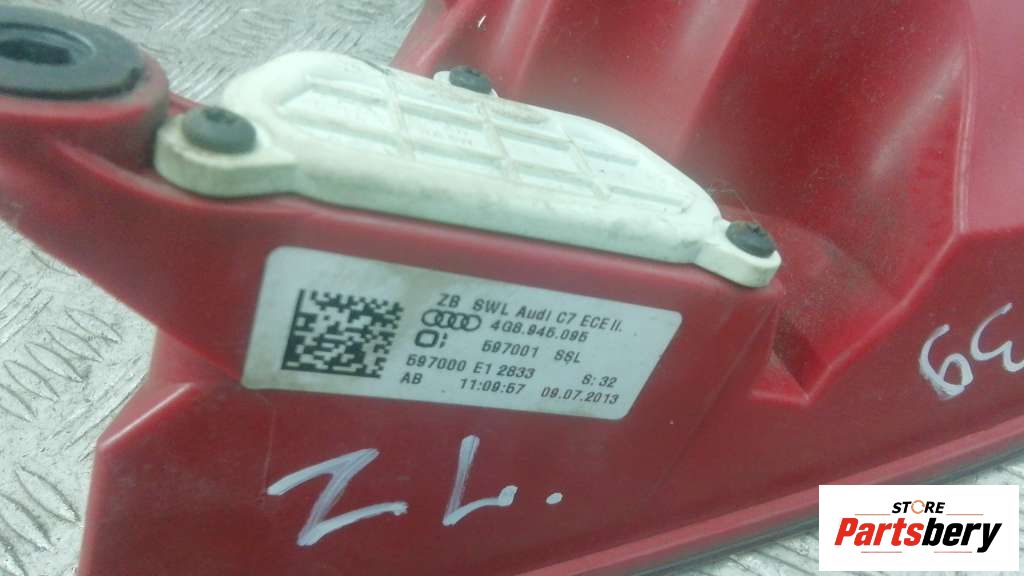 ZB SWL Audi C7 ECE II.
4G8.945.095
597001 SSL
597000 E1 2833 S: 32
AB 11:09:57 09.07.2013
Z L.
39
STORE
Partsbery